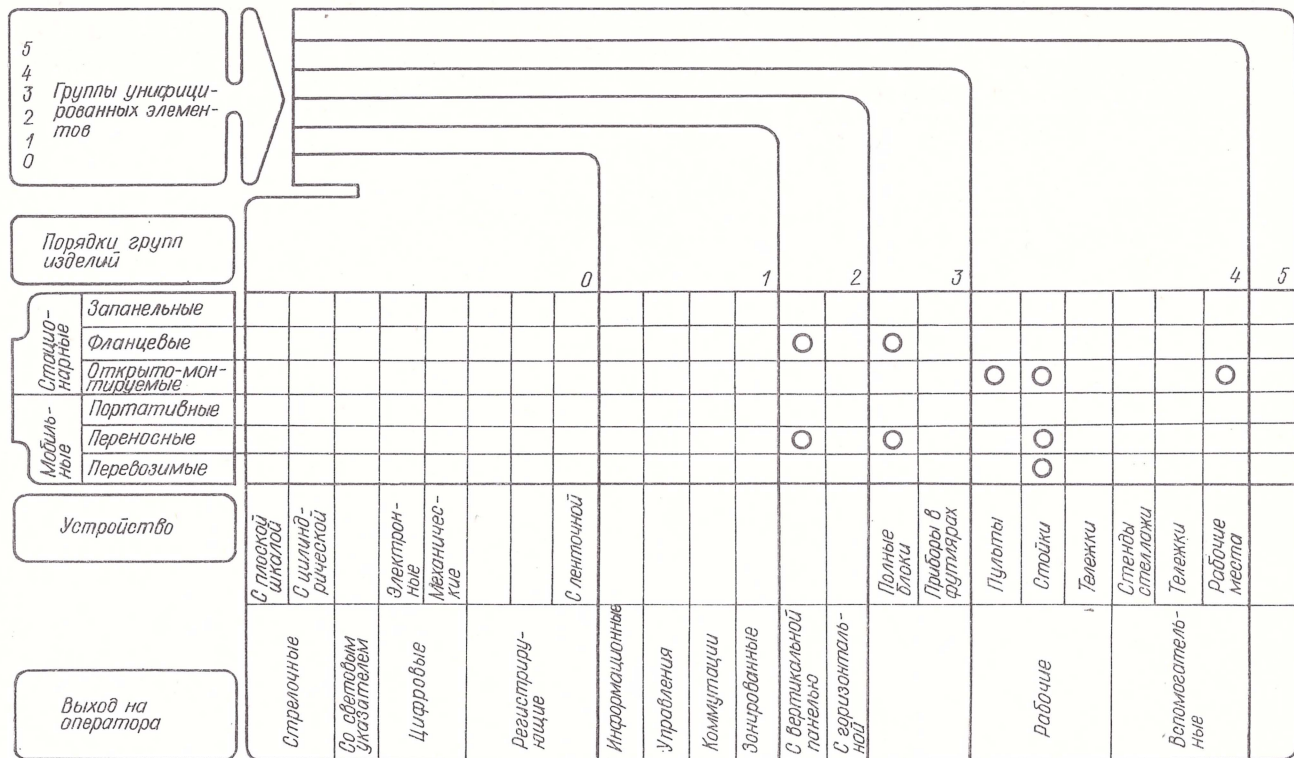 5
4
3
2
1
0
Группы унифици-
рованных элемен-
тов
Порядки групп
изделий
0
1
2
3
4
5
Стацио-
нарные
Запанельные
Фланцевые
Открыто-мон-
тируемые
Мобиль-
ные
Портативные
Переносные
Перевозимые
Устройство
С плоской
шкалой
С цилинд-
рической
Электрон-
ные
Механичес-
кие
С ленточной
Полные
блоки
Приборы в
футлярах
Пульты
Стойки
Тележки
Стенды
стеллажи
Тележки
Рабочие
места
Выход на
оператора
Стрелочные
Со световым
указателем
Цифровые
Регистриру-
ющие
Информационные
Управления
Коммутации
Зонированные
С вертикальной
панелью
С горизонталь-
ной
Рабочие
Вспомогатель-
ные